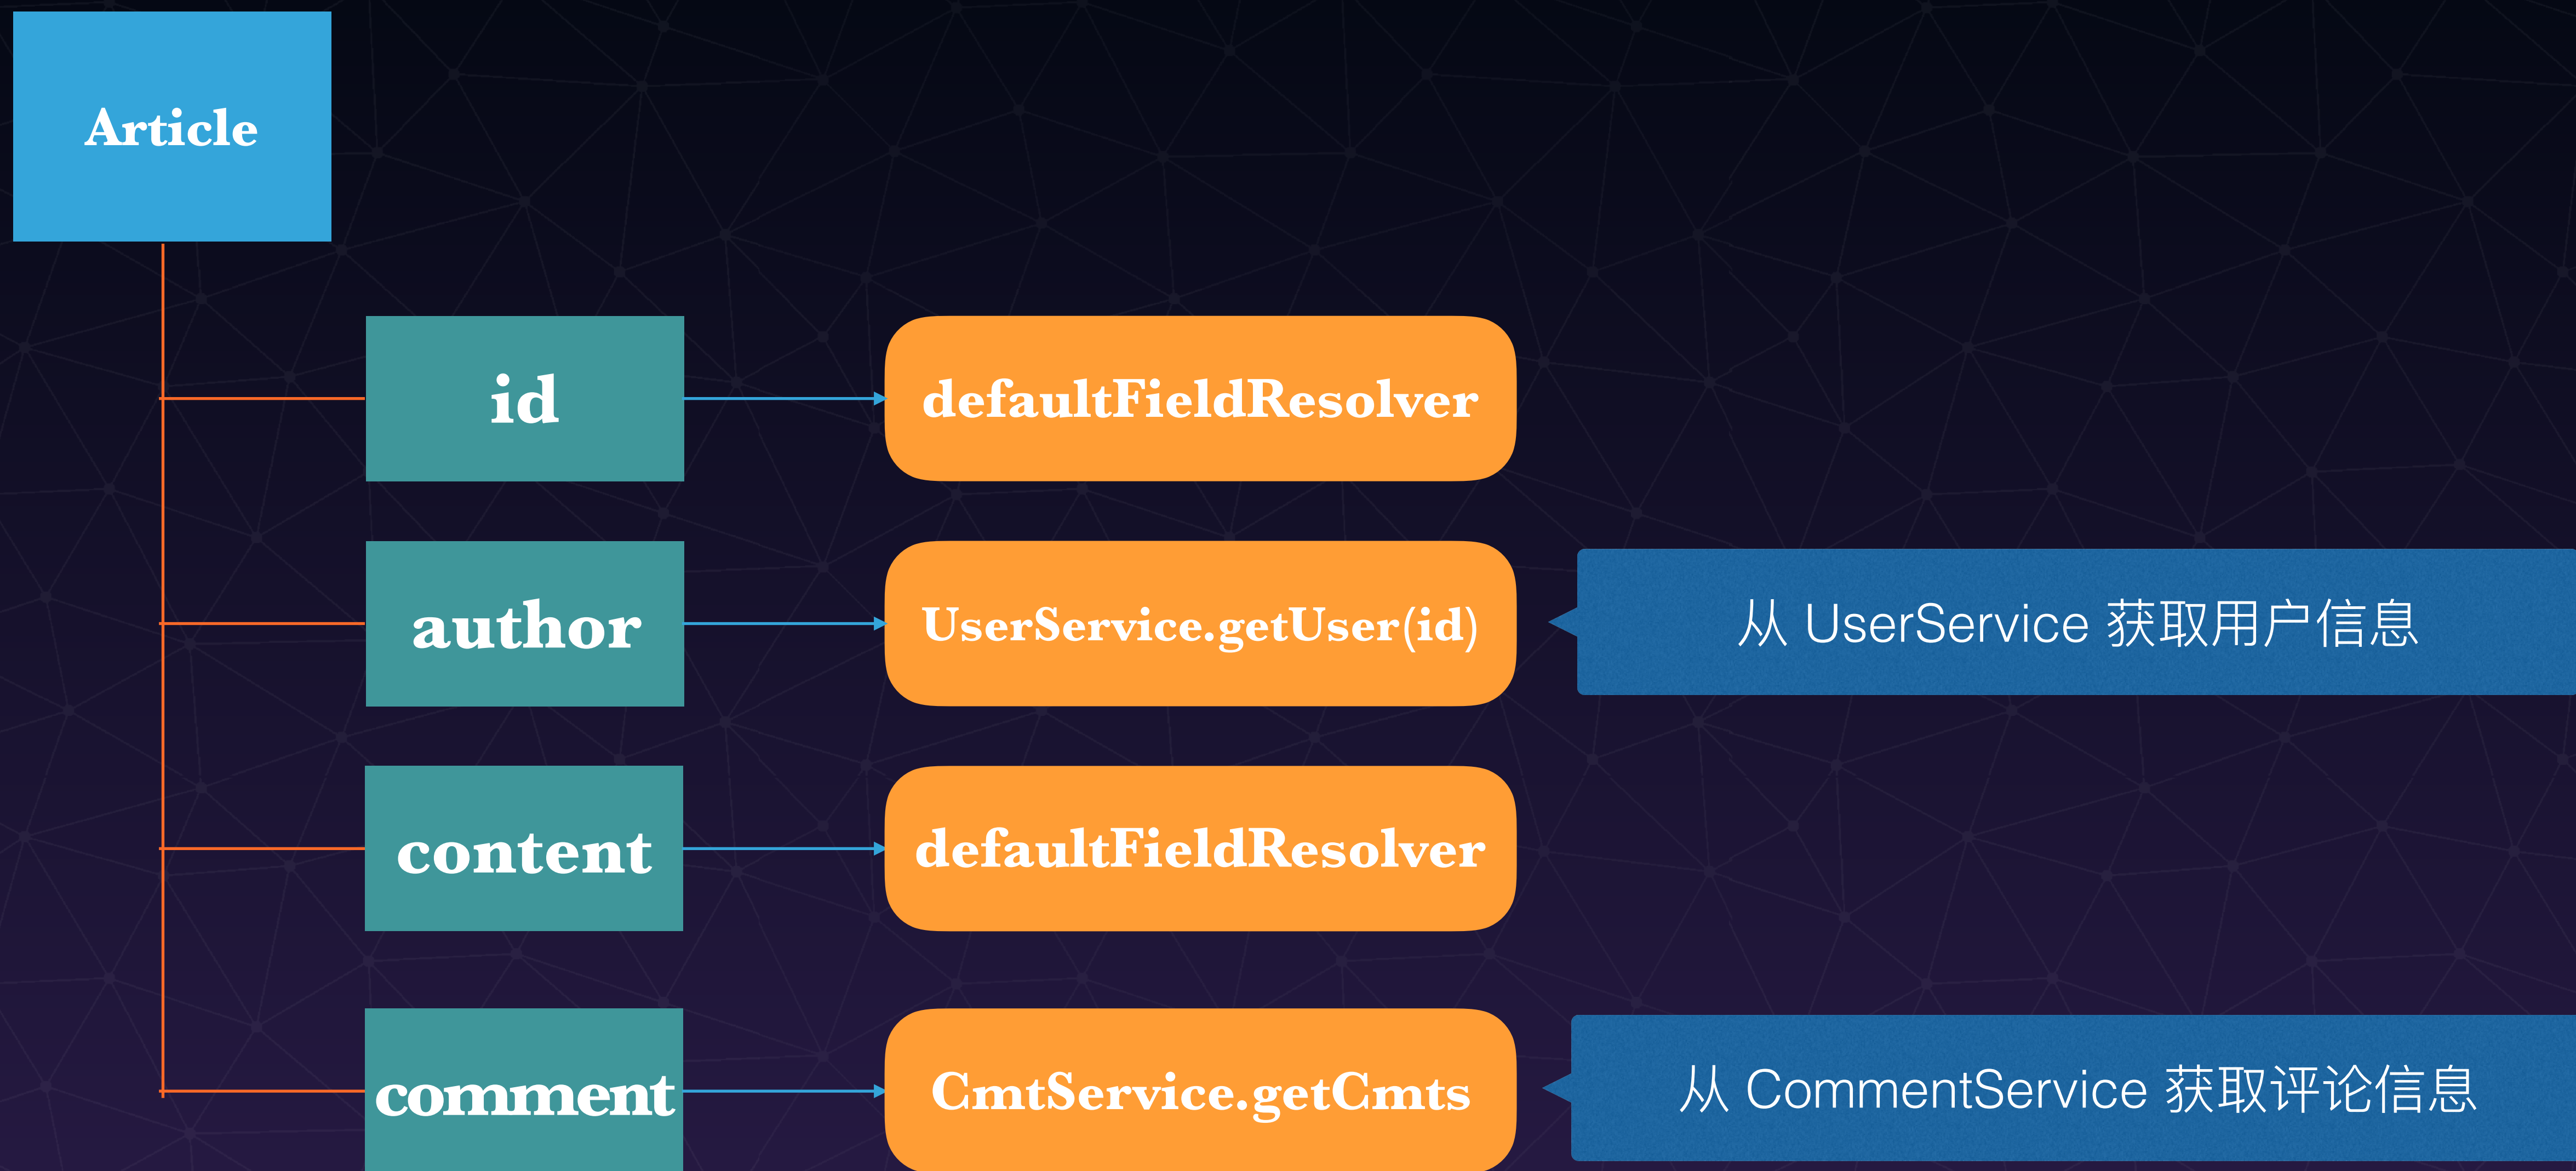 Article
id
defaultFieldResolver
author
UserService.getUser(id)
从 UserService 获取用户信息
content
defaultFieldResolver
comment
CmtService.getCmts
从 CommentService 获取评论信息